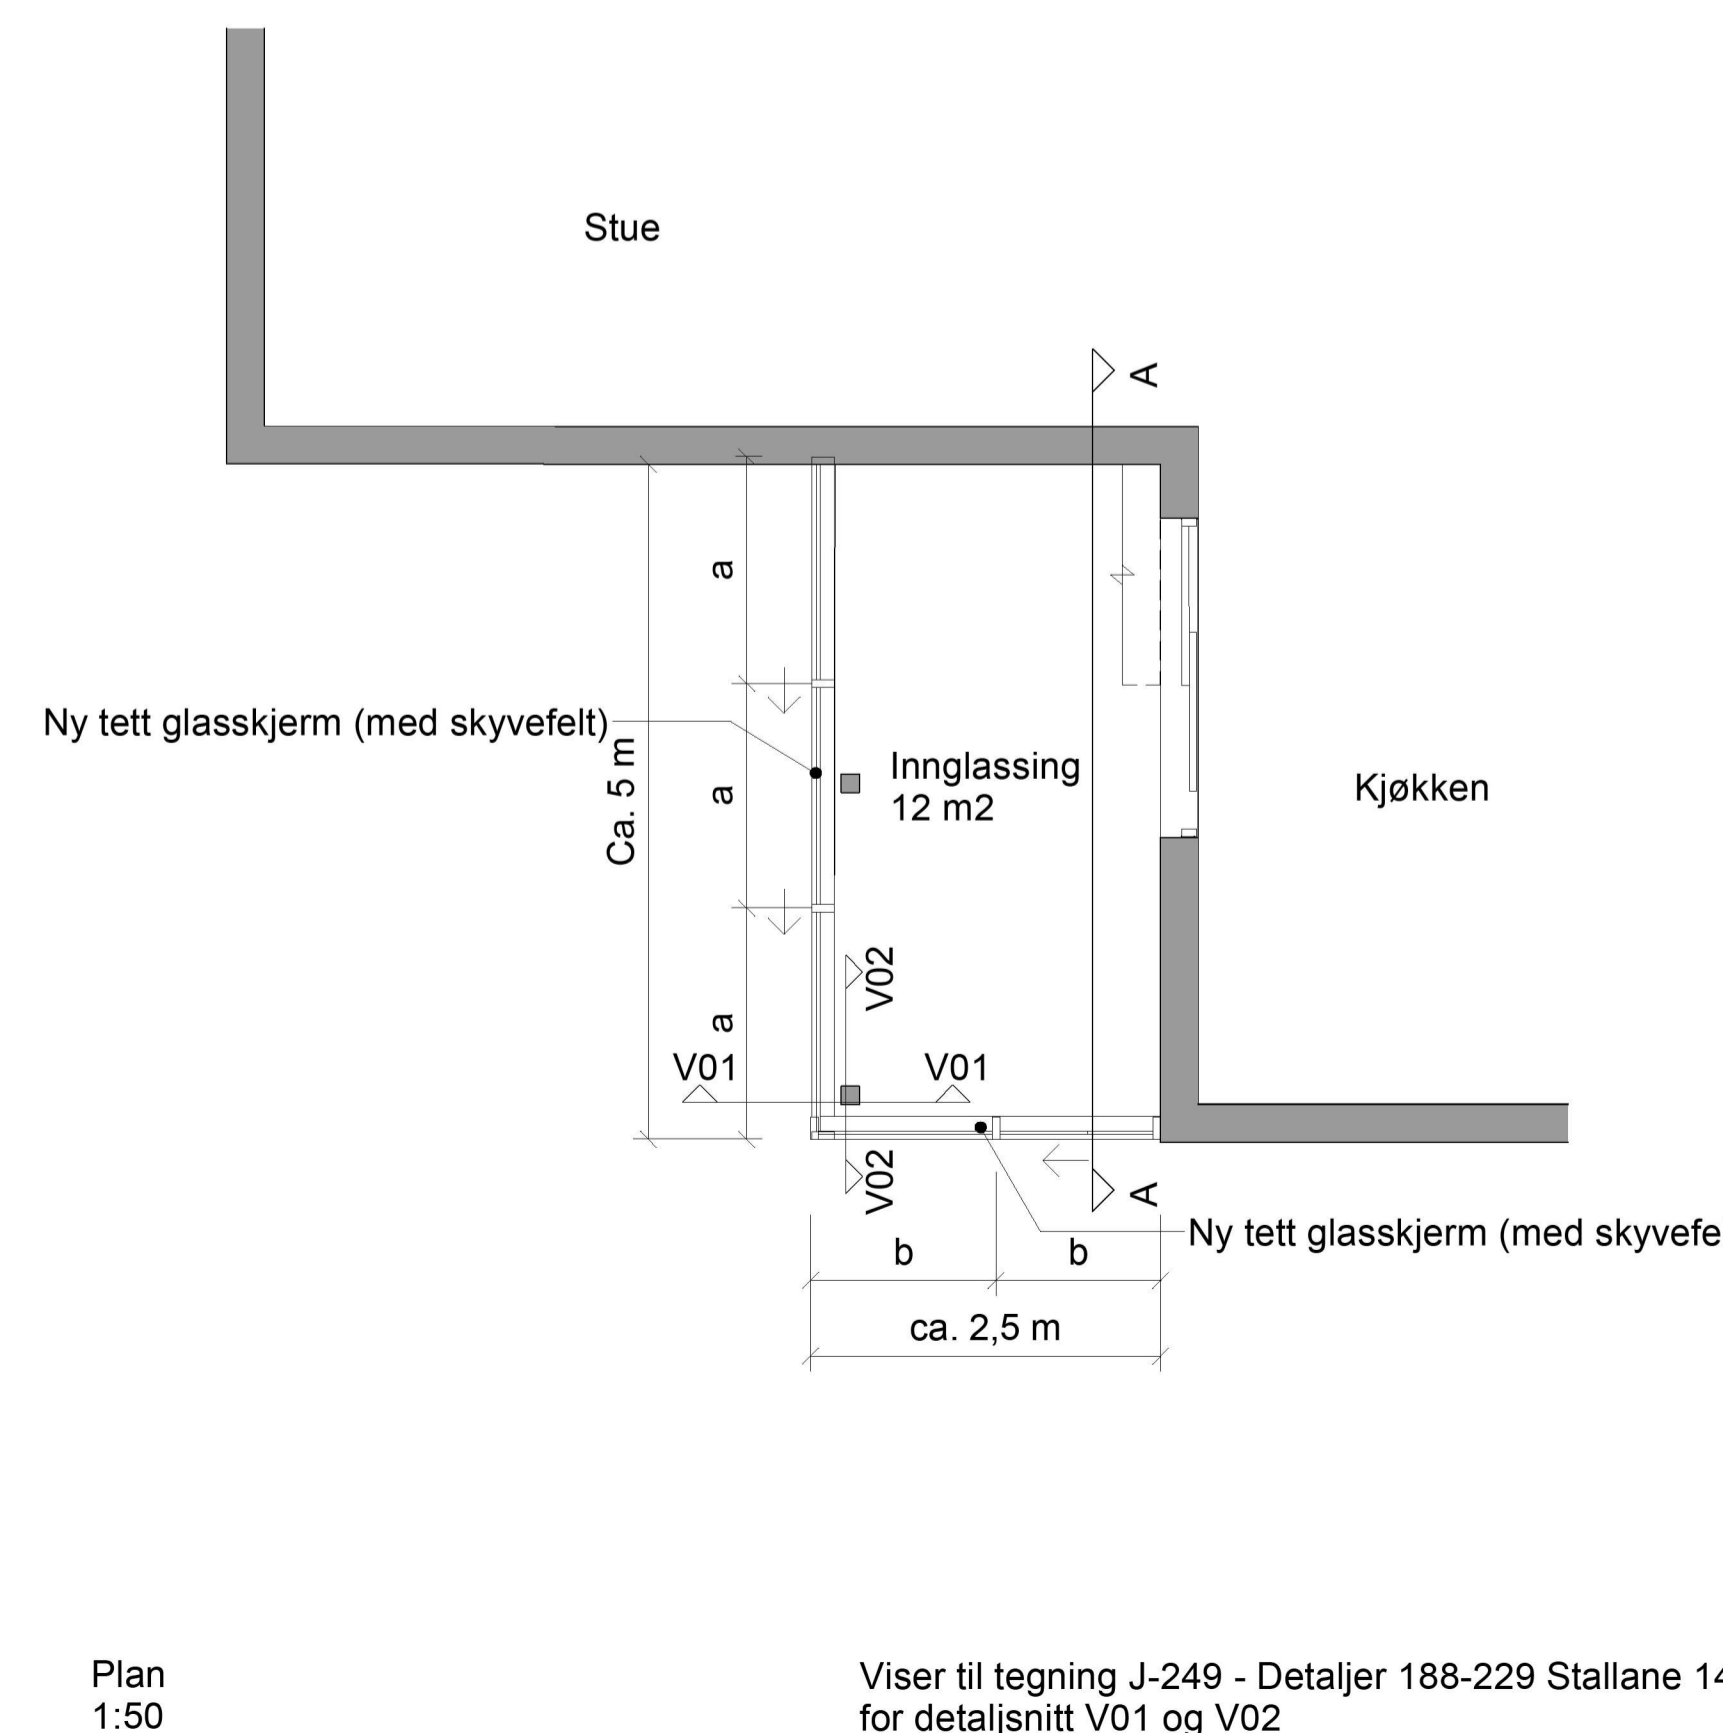 Stue
A
a
Ny tett glasskjerm (med skyvefelt)
Ca. 5 m
a
Innglassing
12 m2
Kjøkken
V02
a
V01
V01
V02
A
Ny tett glasskjerm (med skyvefe
b
b
ca. 2,5 m
Plan
1:50
Viser til tegning J-249 - Detaljer 188-229 Stallane 14
for detaljsnitt V01 og V02